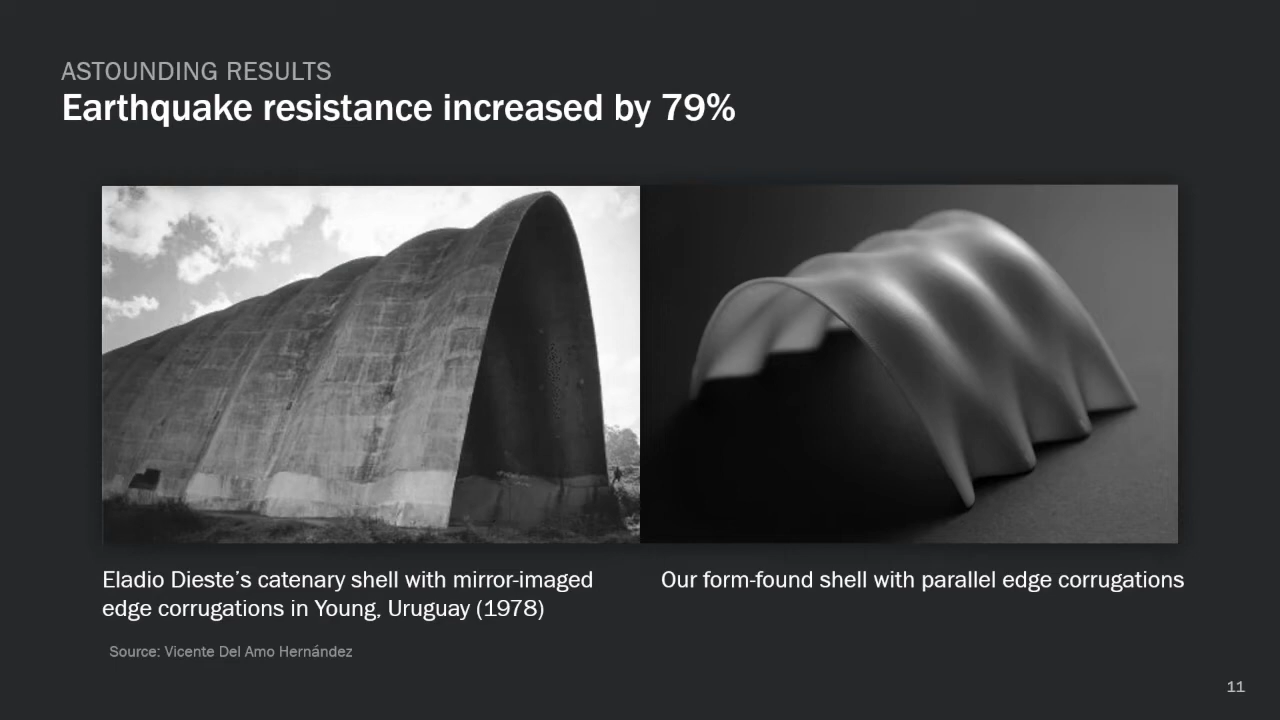 ASTOUNDING RESULTS
Earthquake resistance increased by 79%
Eladio Dieste’s catenary shell with mirror-imaged
edge corrugations in Young, Uruguay (1978)
Our form-found shell with parallel edge corrugations
Source: Vicente Del Amo Hernández
11